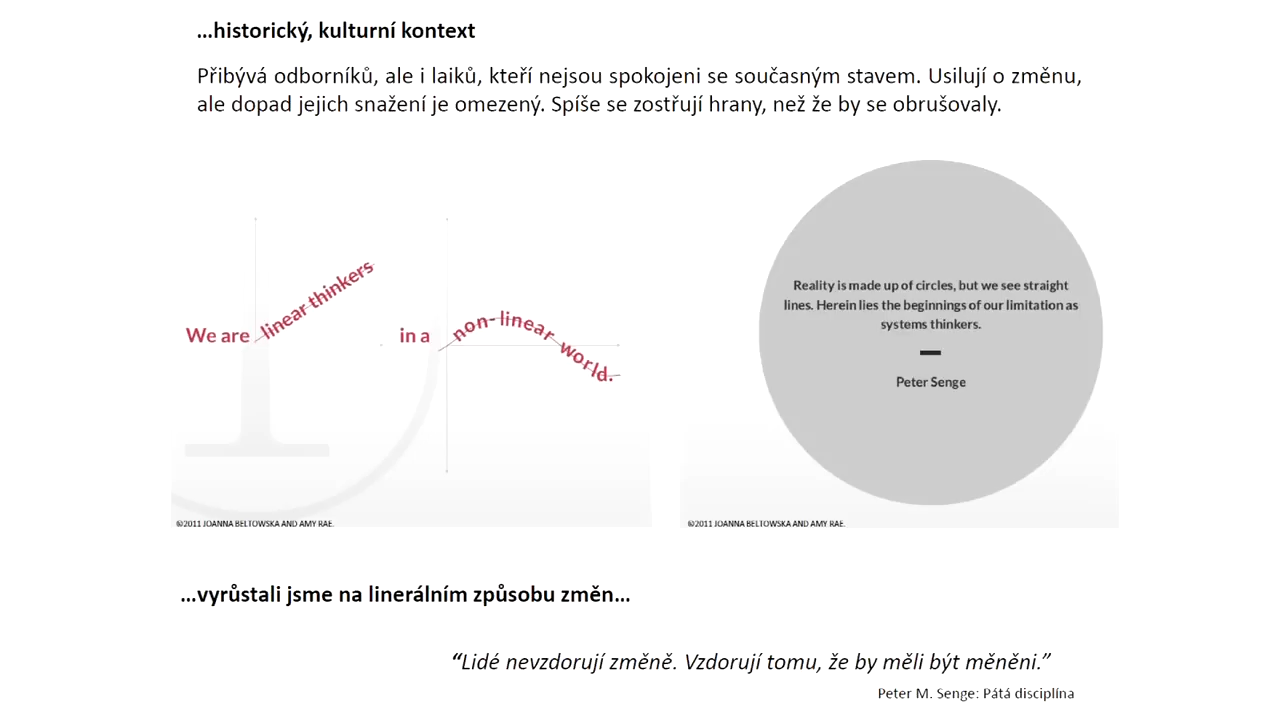 ...historický, kulturní kontext
Přibývá odborníků, ale i laiků, kteří nejsou spokojeni se současným stavem. Usilují o změnu,
ale dopad jejich snažení je omezený. Spíše se zostřují hrany, než že by se obrušovaly.
We are linear thinkers in a non-linear world.
©2011 JOANNA BELTOWSKA AND AMY RAE.
Reality is made up of circles, but we see straight
lines. Herein lies the beginnings of our limitation as
systems thinkers.
Peter Senge
©2011 JOANNA BELTOWSKA AND AMY RAE.
...vyrůstali jsme na linerálním způsobu změn...
“Lidé nevzdorují změně. Vzdorují tomu, že by měli být měněni.”
Peter M. Senge: Pátá disciplína